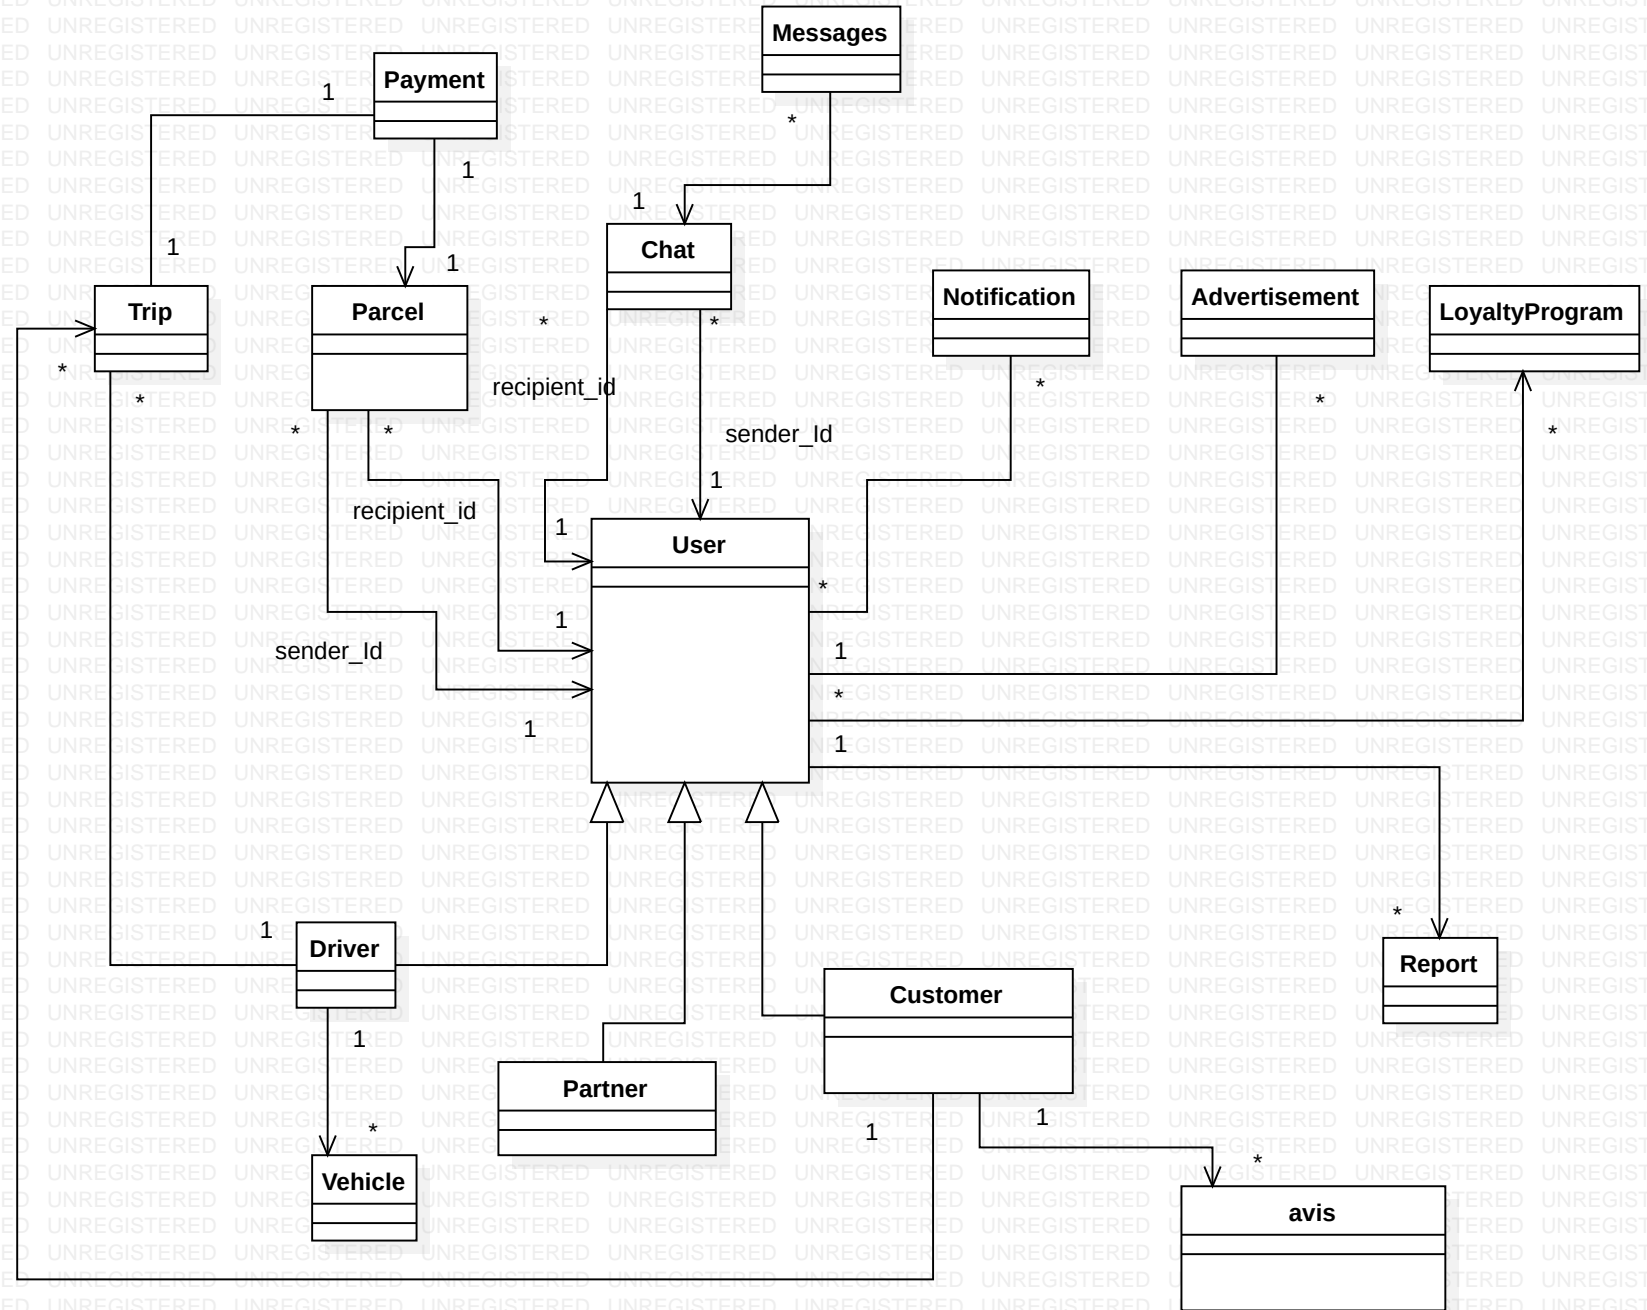 Messages
Payment
1
*
1
1
Chat
1
1
Notification
Advertisement
Trip
Parcel
LoyaltyProgram
*
*
*
recipient_id
*
*
*
*
*
sender_Id
*
1
recipient_id
1
User
*
1
sender_Id
1
*
1
1
*
1
Driver
Report
Customer
1
Partner
1
1
*
*
Vehicle
avis
UNREGISTERED